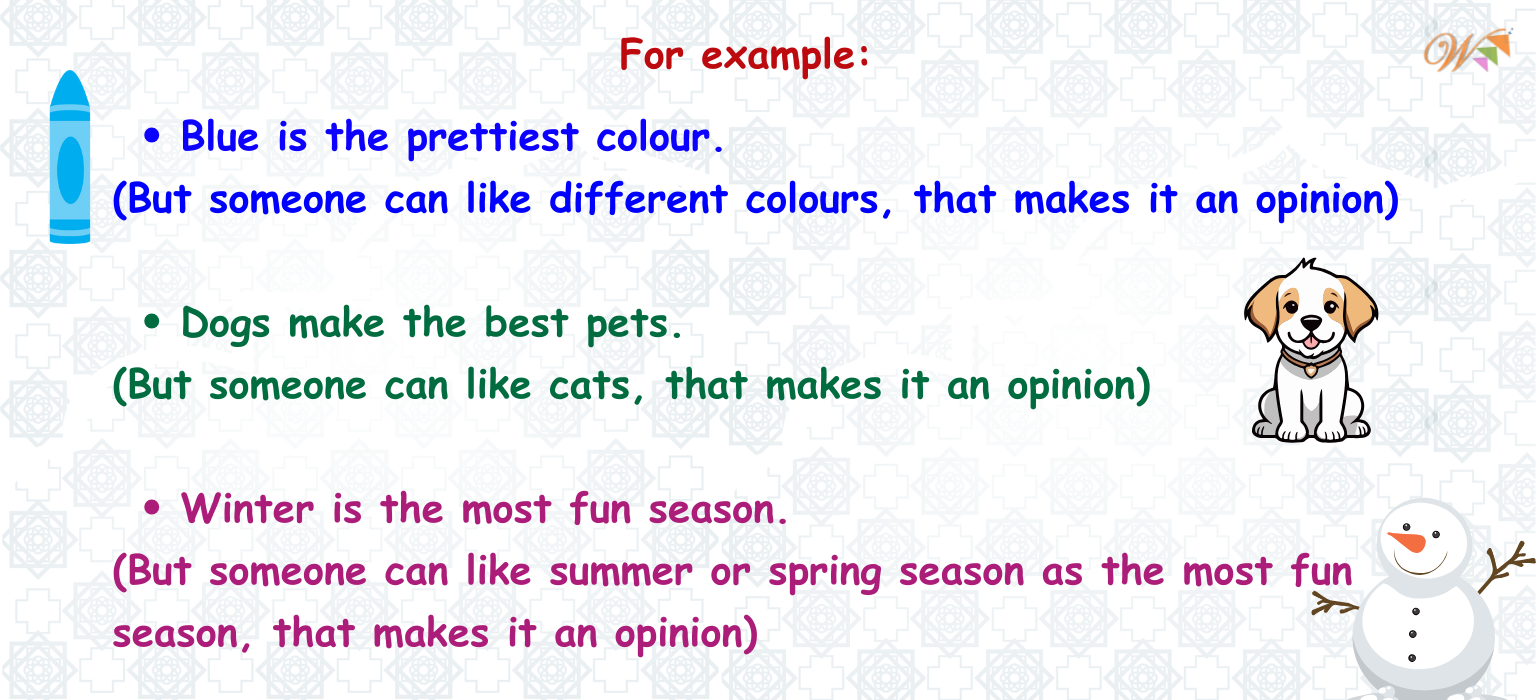 For example:
• Blue is the prettiest colour.
(But someone can like different colours, that makes it an opinion)
• Dogs make the best pets.
(But someone can like cats, that makes it an opinion)
• Winter is the most fun season.
(But someone can like summer or spring season as the most fun
season, that makes it an opinion)